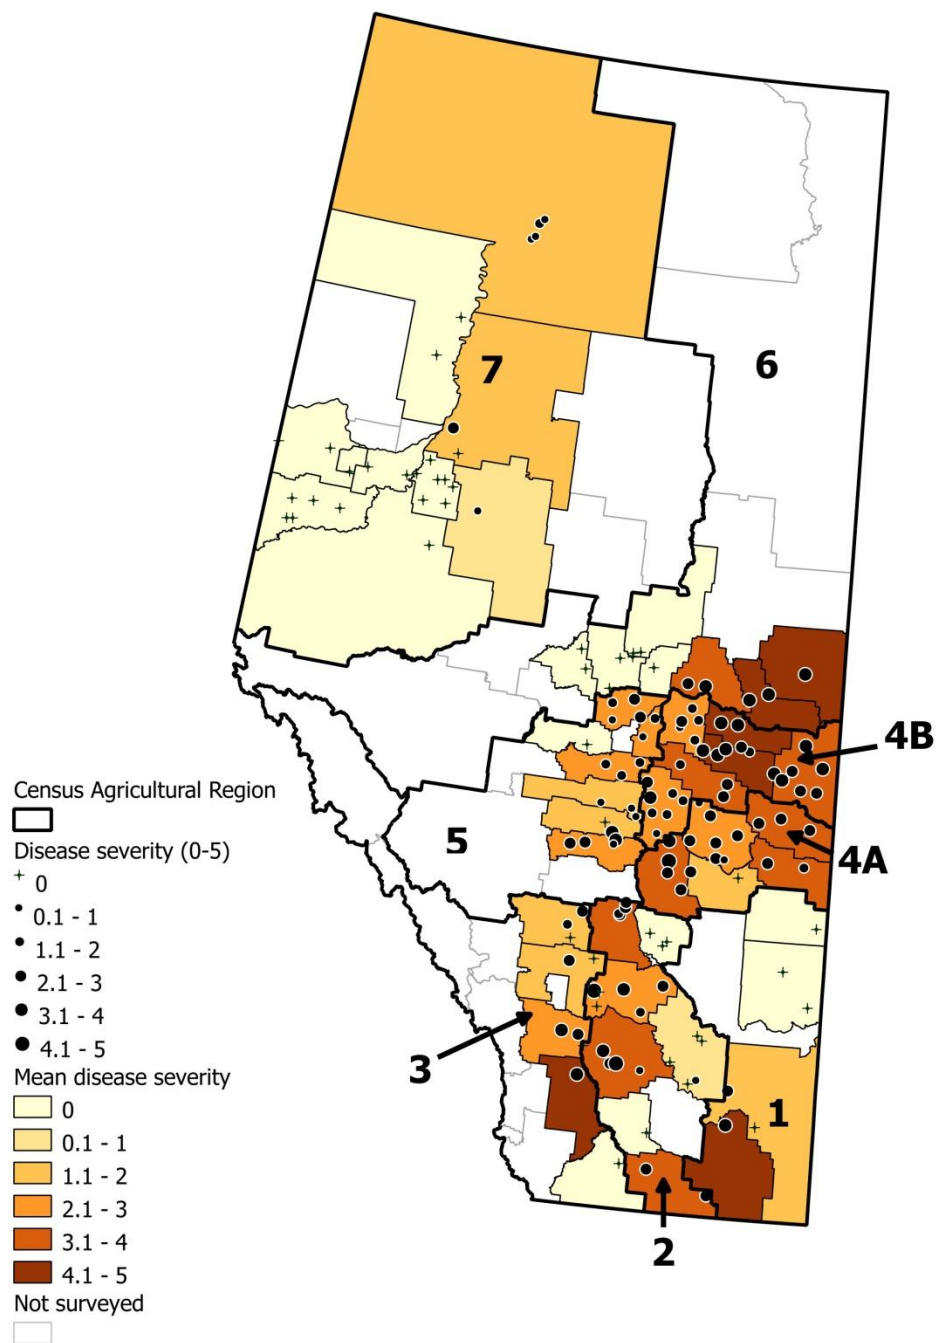 7
6
4B
4A
5
3
1
2
Census Agricultural Region
Disease severity (0-5)
0
0.1 - 1
1.1 - 2
2.1 - 3
3.1 - 4
4.1 - 5
Mean disease severity
0
0.1 - 1
1.1 - 2
2.1 - 3
3.1 - 4
4.1 - 5
Not surveyed